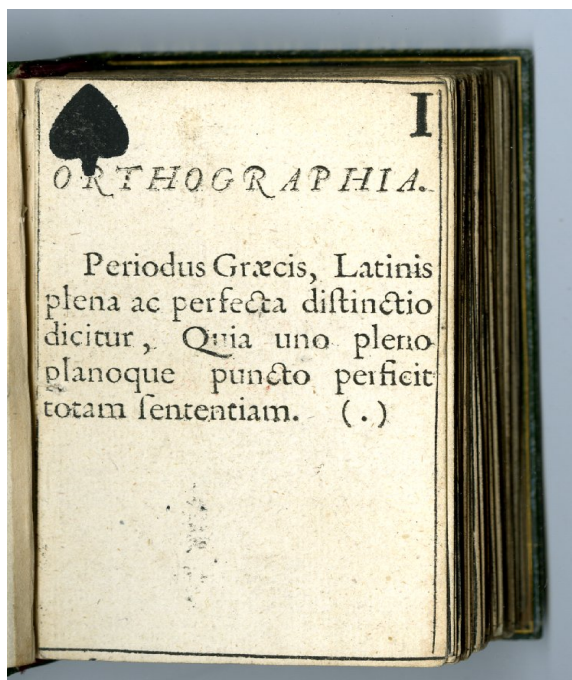 I
ORTHOGRAPHIA.
Periodus Græcis, Latinis
plena ac perfecta diſtinctio
dicitur, Quia uno pleno
planoque puncto perficit
totam ſententiam. (.)